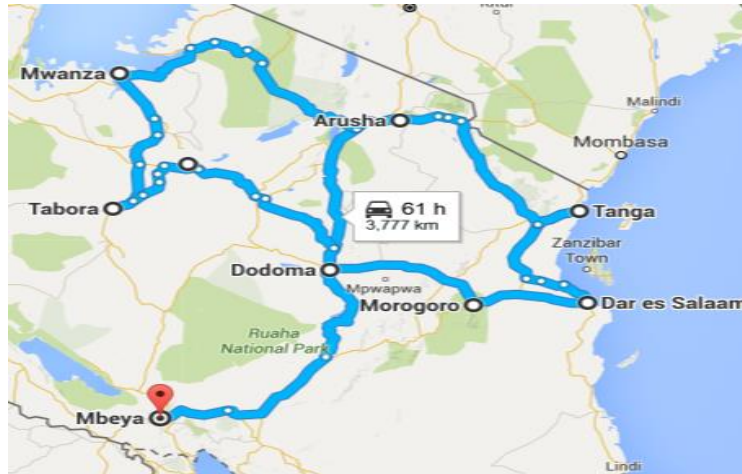 Mwanza
Arusha
Malindi
Mombasa
Tabora
61 h
3,777 km
Tanga
Zanzibar
Town
Dodoma
Mpwapwa
Morogoro
Dar es Salaam
Ruaha
National Park
Mbeya
Lindi